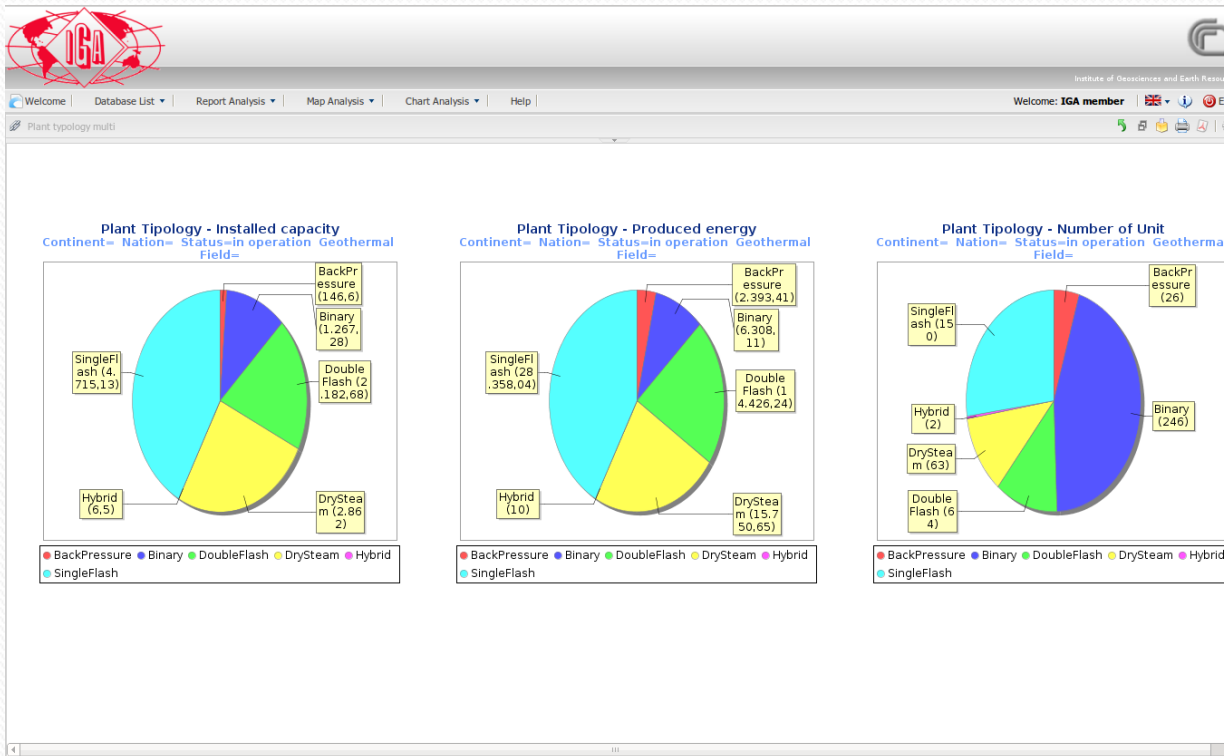 IGA
Institute of Geosciences and Earth Resou
Welcome
Database List
Report Analysis
Map Analysis
Chart Analysis
Help
Welcome: IGA member
E
Plant typology multi
Plant Tipology - Installed capacity
Continent= Nation= Status=in operation Geothermal
Field=
BackPr
essure
(146,6)
Binary
(1.267,
28)
Double
Flash (2
.182,68)
DryStea
m (2.86
2)
Hybrid
(6,5)
SingleFl
ash (4.
715,13)
BackPressure Binary DoubleFlash DrySteam Hybrid
SingleFlash
Plant Tipology - Produced energy
Continent= Nation= Status=in operation Geothermal
Field=
BackPr
essure
(2.393,41)
Binary
(6.308,
11)
Double
Flash (1
4.426,24)
DryStea
m (15.7
50,65)
Hybrid
(10)
SingleFl
ash (28
.358,04)
BackPressure Binary DoubleFlash DrySteam Hybrid
SingleFlash
Plant Tipology - Number of Unit
Continent= Nation= Status=in operation Geotherma
Field=
BackPr
essure
(26)
Binary
(246)
Double
Flash (6
4)
DryStea
m (63)
Hybrid
(2)
SingleFl
ash (15
0)
BackPressure Binary DoubleFlash DrySteam Hybrid
SingleFlash